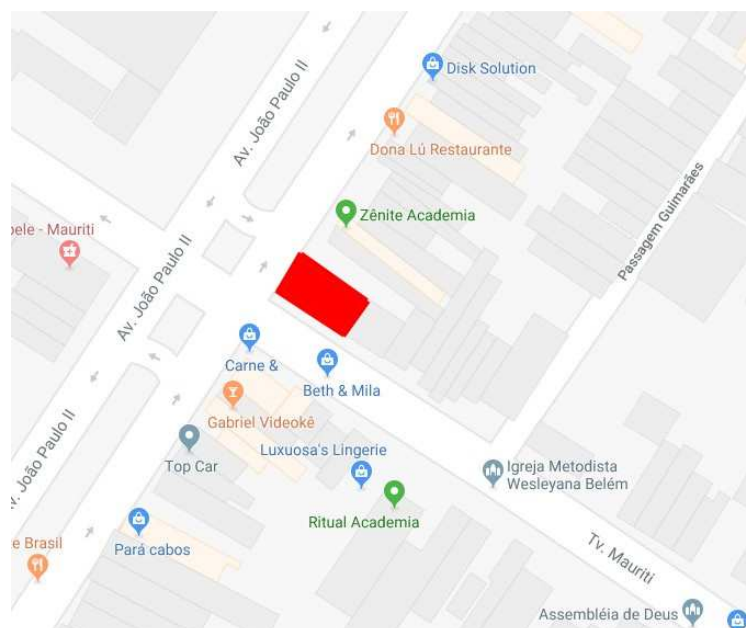 Disk Solution
Av. João Paulo II
Dona Lú Restaurante
Passagem Guimarães
Zênite Academia
pele - Mauriti
Av. João Paulo II
Carne &
Beth & Mila
Gabriel Videokê
Luxuosa's Lingerie
Top Car
Igreja Metodista
Wesleyana Belém
v. João Paulo II
Ritual Academia
e Brasil
Pará cabos
Tv. Mauriti
Assembléia de Deus